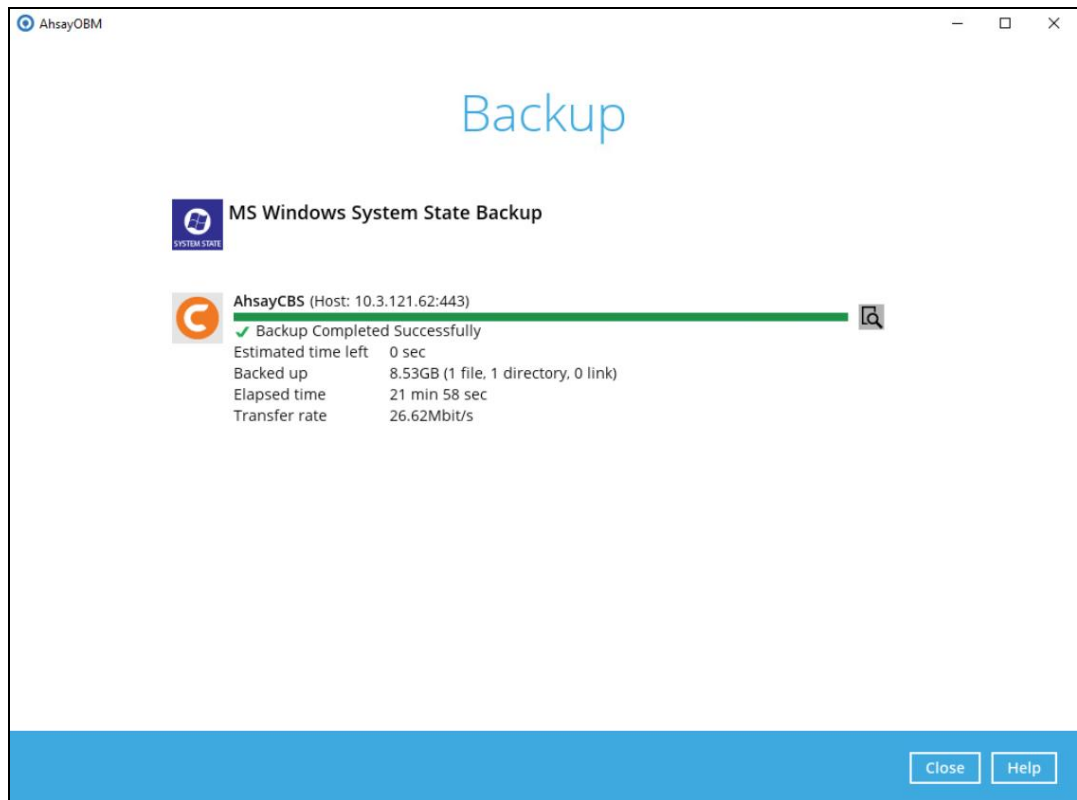 AhsayOBM
Backup
MS Windows System State Backup
SYSTEM STATE
AhsayCBS (Host: 10.3.121.62:443)
Backup Completed Successfully
Estimated time left 0 sec
Backed up 8.53GB (1 file, 1 directory, 0 link)
Elapsed time 21 min 58 sec
Transfer rate 26.62Mbit/s
Close Help